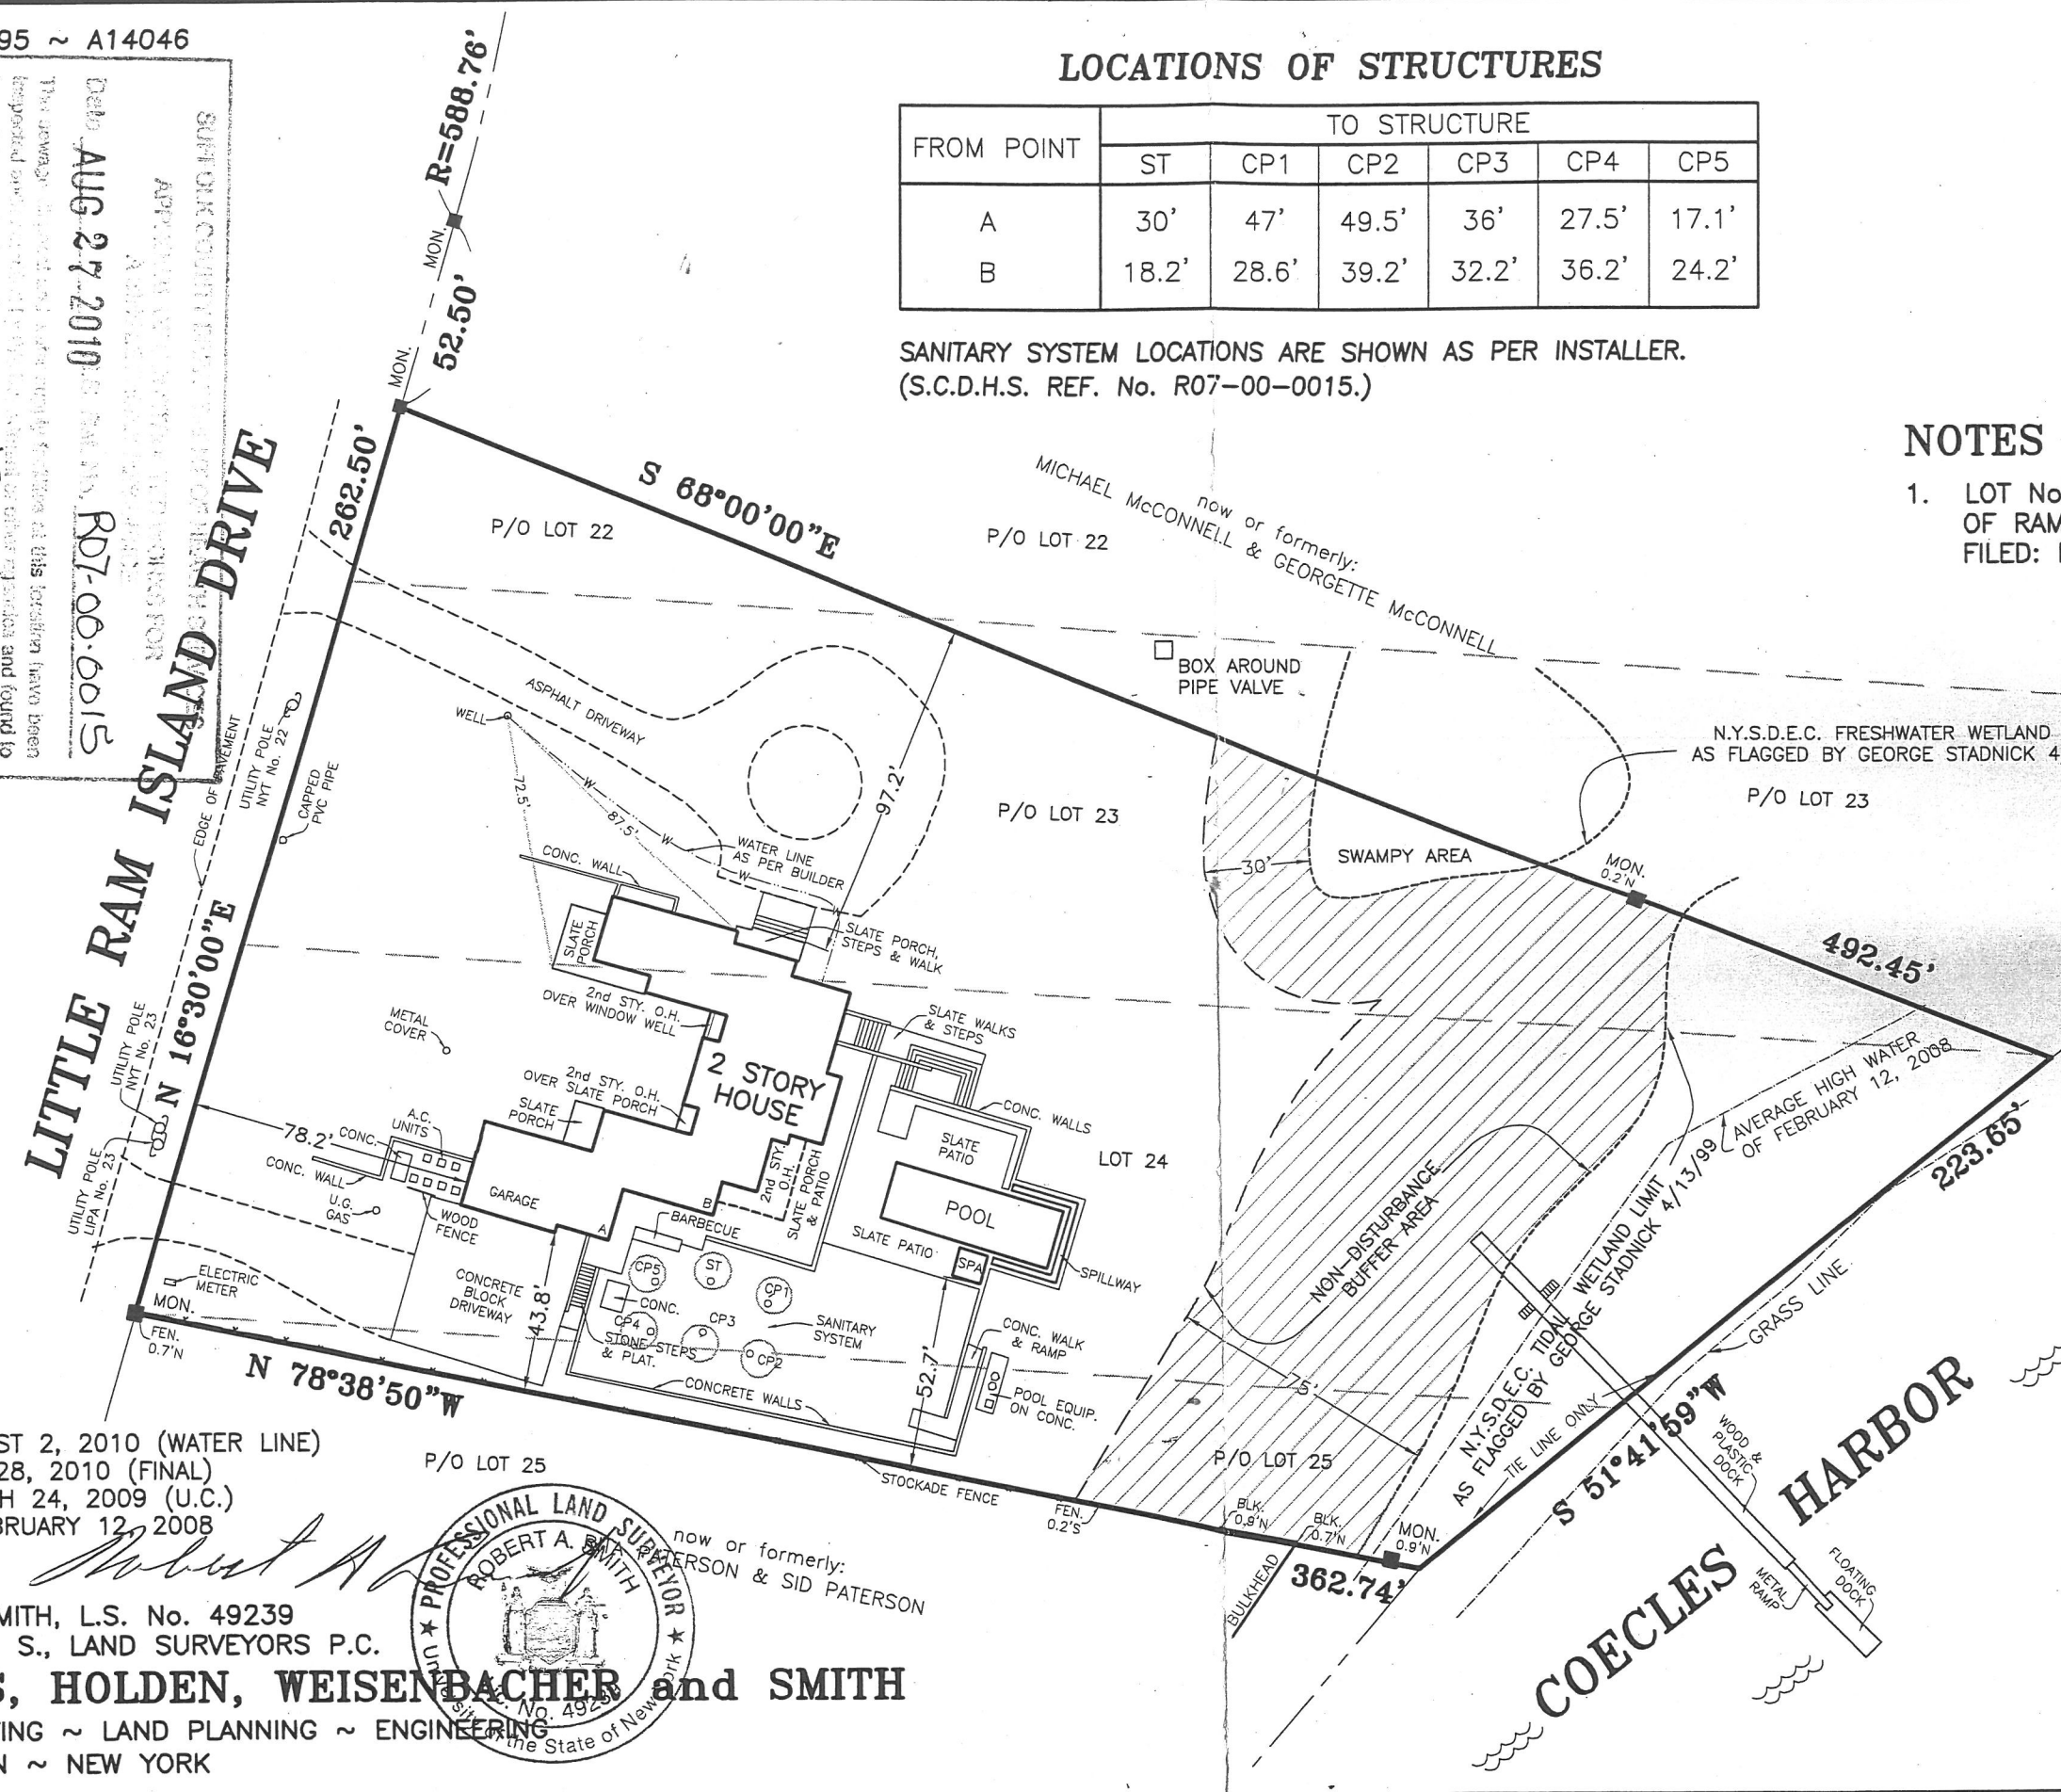 95 ~ A14046
AUG 27 2010
R07-00-0015
R=588.76'
MON.
52.50'
MON.
LOCATIONS OF STRUCTURES
FROM POINT
TO STRUCTURE
ST CP1 CP2 CP3 CP4 CP5
A 30' 47' 49.5' 36' 27.5' 17.1'
B 18.2' 28.6' 39.2' 32.2' 36.2' 24.2'
SANITARY SYSTEM LOCATIONS ARE SHOWN AS PER INSTALLER.
(S.C.D.H.S. REF. No. R07-00-0015.)
NOTES
1. LOT No
OF RAM
FILED:
LITTLE RAM ISLAND DRIVE
262.50'
N 16°30'00"E
S 68°00'00"E
492.45'
P/O LOT 22
P/O LOT 22
now or formerly:
MICHAEL McCONNELL & GEORGETTE McCONNELL
BOX AROUND
PIPE VALVE
N.Y.S.D.E.C. FRESHWATER WETLAND
AS FLAGGED BY GEORGE STADNICK 4
P/O LOT 23
P/O LOT 23
SWAMPY AREA
30'
MON.
0.2'N
EDGE OF PAVEMENT
UTILITY POLE
NYT No. 22
CAPPED
PVC PIPE
WELL
ASPHALT DRIVEWAY
72.5'
87.5'
W
W
W
W
WATER LINE
AS PER BUILDER
97.2'
CONC. WALL
SLATE
PORCH
SLATE PORCH,
STEPS & WALK
2nd STY. O.H.
OVER WINDOW WELL
METAL
COVER
2nd STY. O.H.
OVER SLATE PORCH
SLATE
PORCH
2 STORY
HOUSE
SLATE WALKS
& STEPS
CONC. WALLS
SLATE
PATIO
LOT 24
POOL
SLATE PATIO
SPA
SPILLWAY
UTILITY POLE
NYT No. 23
UTILITY POLE
LIPA No. 23
78.2'
CONC.
A.C.
UNITS
CONC. WALL
U.G.
GAS
WOOD
FENCE
GARAGE
A
B
2nd STY.
O.H.
SLATE PORCH
& PATIO
BARBECUE
ELECTRIC
METER
MON.
FEN.
0.7'N
CONCRETE
BLOCK
DRIVEWAY
43.8'
CP5
ST
CP1
CONC.
CP4
CP3
CP2
SANITARY
SYSTEM
STONE STEPS
& PLAT.
CONCRETE WALLS
52.7'
CONC. WALK
& RAMP
POOL EQUIP.
ON CONC.
N 78°38'50"W
362.74'
P/O LOT 25
STOCKADE FENCE
FEN.
0.2'S
P/O LOT 25
75'
NON-DISTURBANCE
BUFFER AREA
N.Y.S.D.E.C. TIDAL WETLAND LIMIT
AS FLAGGED BY GEORGE STADNICK 4/13/99
AVERAGE HIGH WATER
OF FEBRUARY 12, 2008
223.65'
S 51°41'59"W
GRASS LINE
TIE LINE ONLY
BLK.
0.9'N
BLK.
0.7'N
MON.
0.9'N
BULKHEAD
WOOD &
PLASTIC
DOCK
METAL
RAMP
FLOATING
DOCK
COECLES HARBOR
ST 2, 2010 (WATER LINE)
28, 2010 (FINAL)
H 24, 2009 (U.C.)
BRUARY 12, 2008
now or formerly:
PATERSON & SID PATERSON
PROFESSIONAL LAND SURVEYOR
ROBERT A. SMITH
Lic. No. 49239
University of the State of New York
MITH, L.S. No. 49239
S., LAND SURVEYORS P.C.
S, HOLDEN, WEISENBACHER and SMITH
ING ~ LAND PLANNING ~ ENGINEERING
N ~ NEW YORK